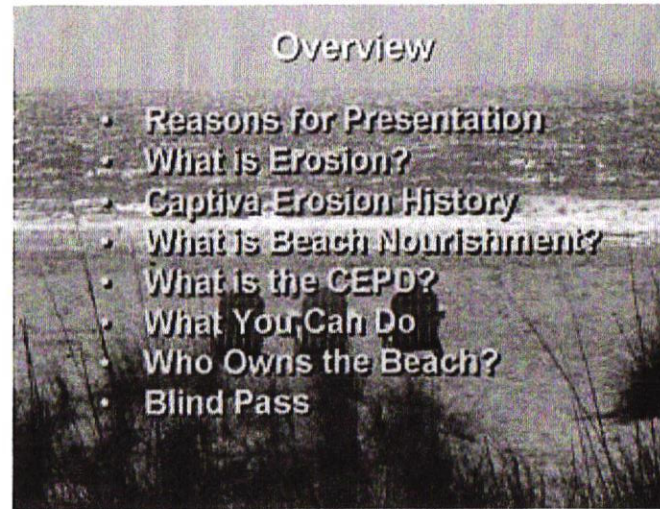 Overview
• Reasons for Presentation
• What is Erosion?
• Captiva Erosion History
• What is Beach Nourishment?
• What is the CEPD?
• What You Can Do
• Who Owns the Beach?
• Blind Pass